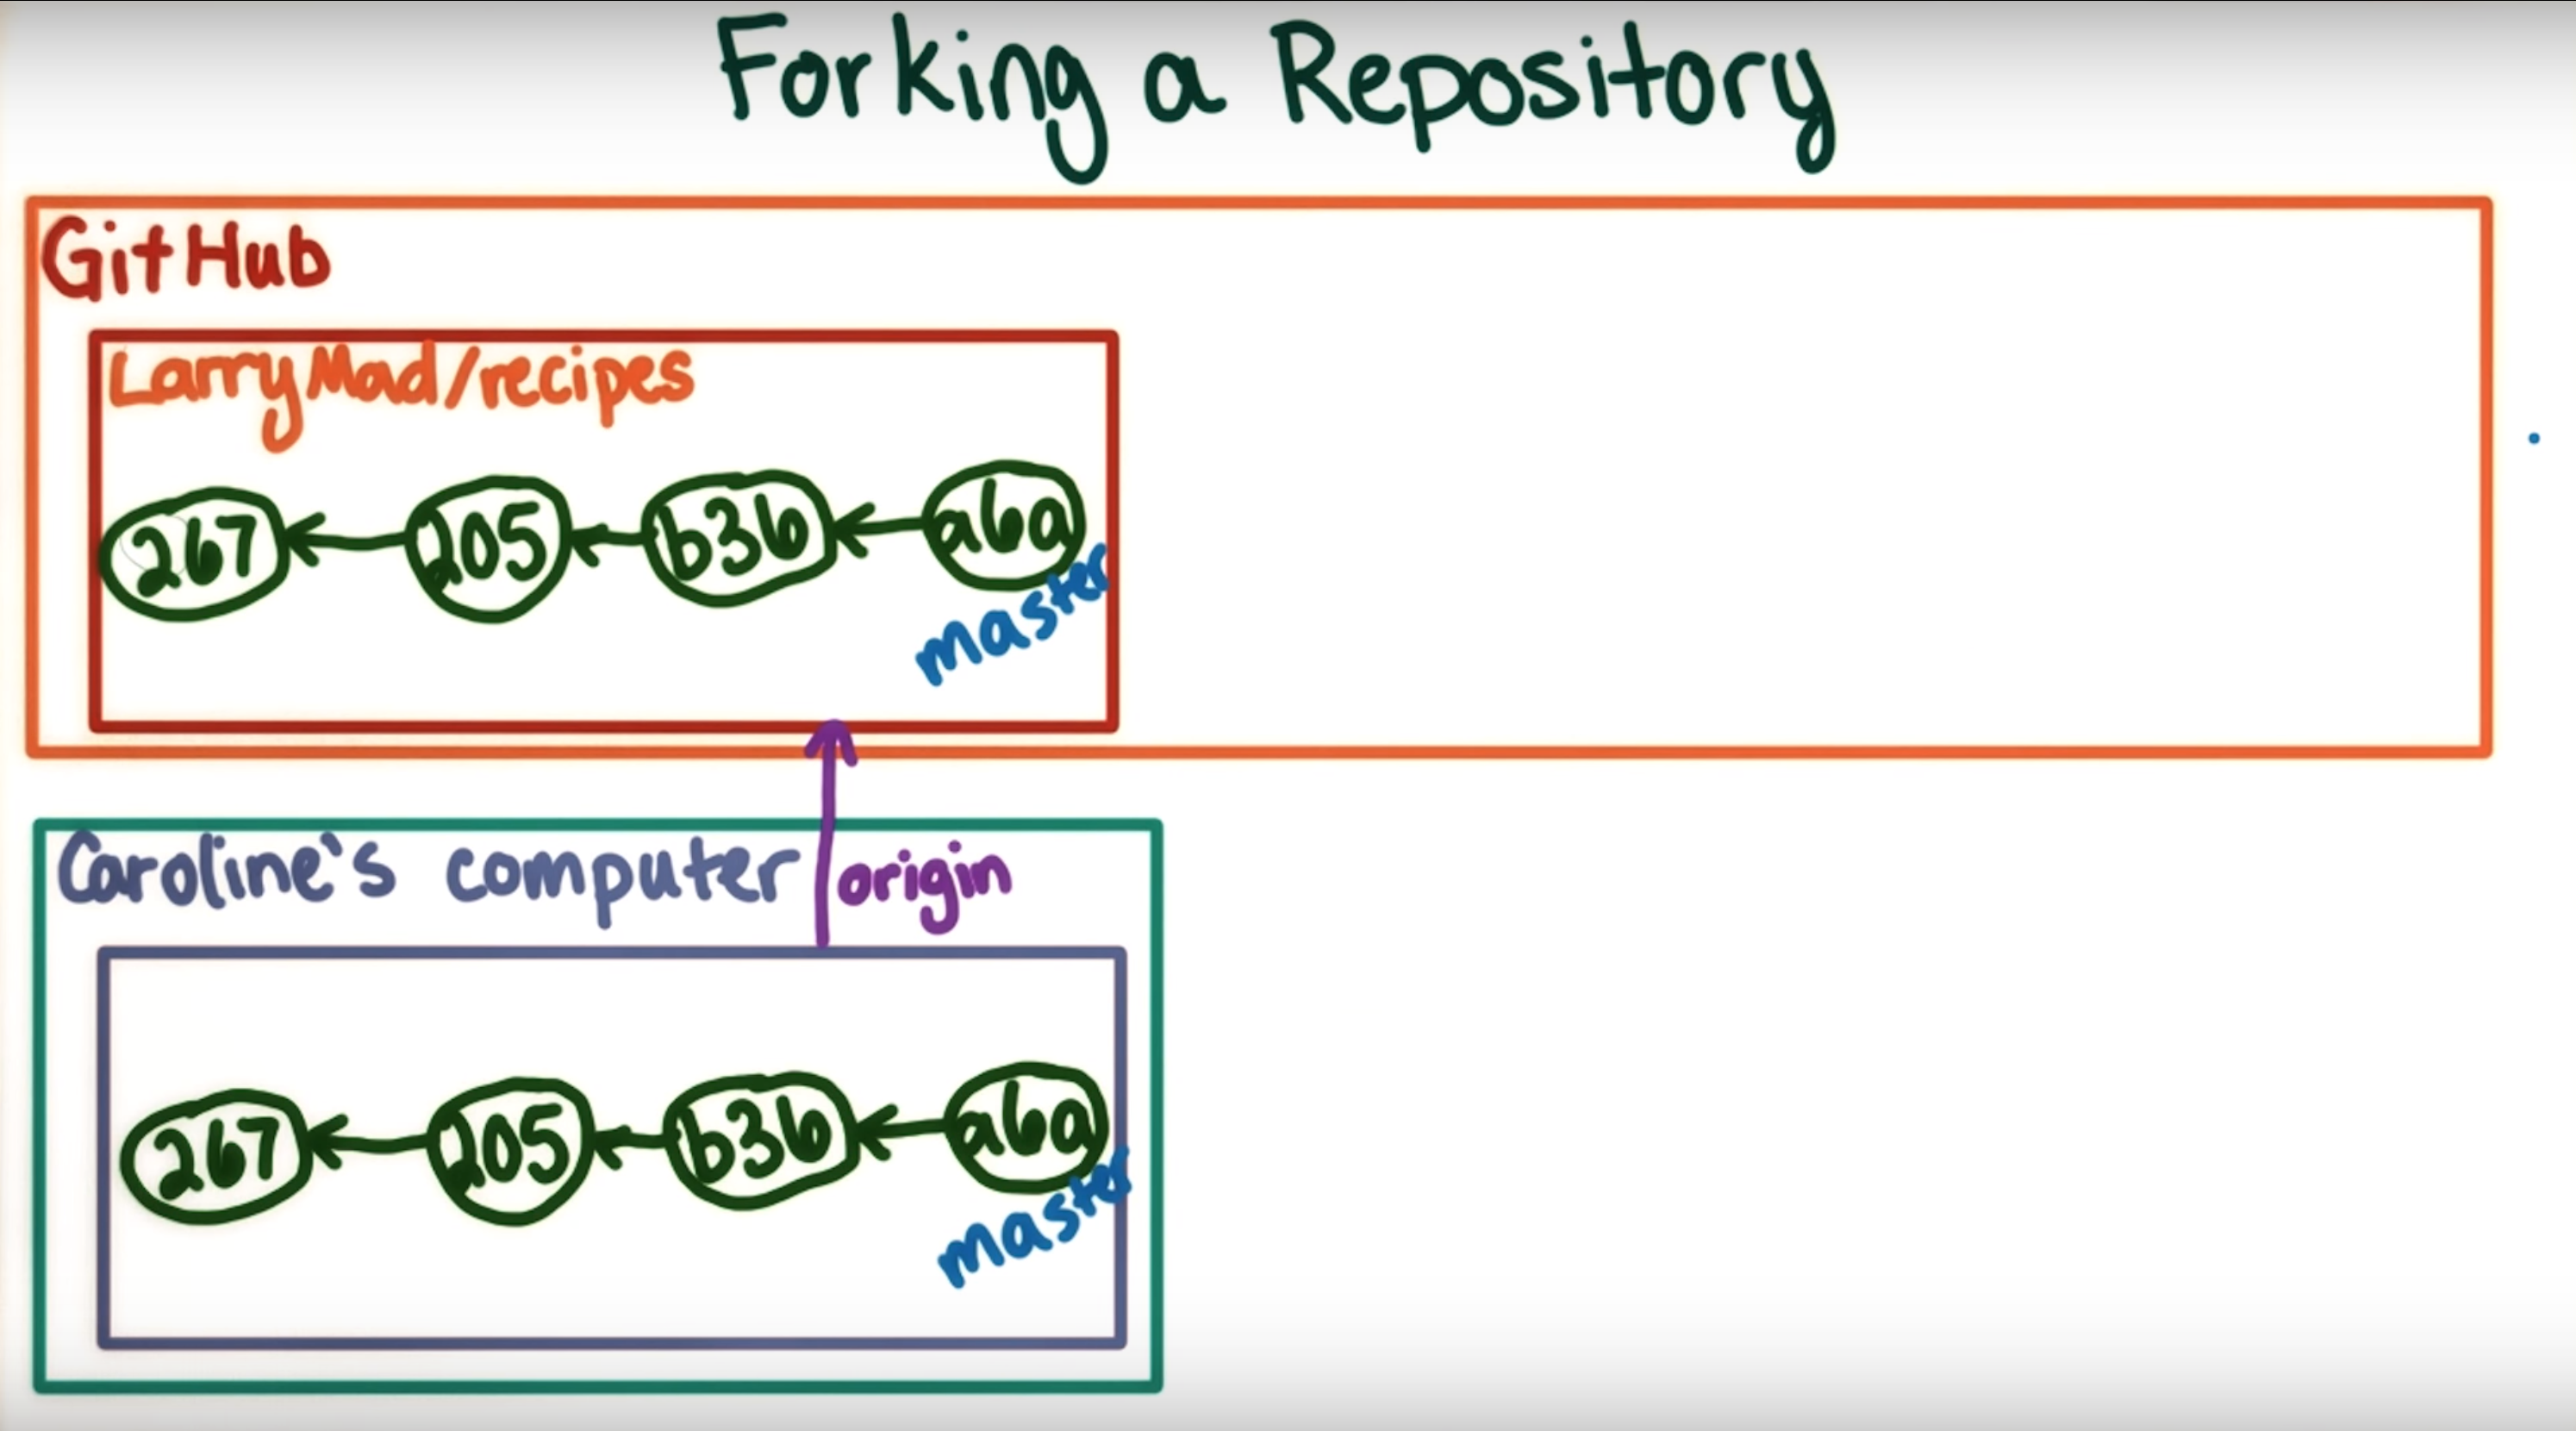 Forking a Repository
GitHub
LarryMad/recipes
267 205 b36 a6a
master
Caroline's computer origin
267 205 b36 a6a
master